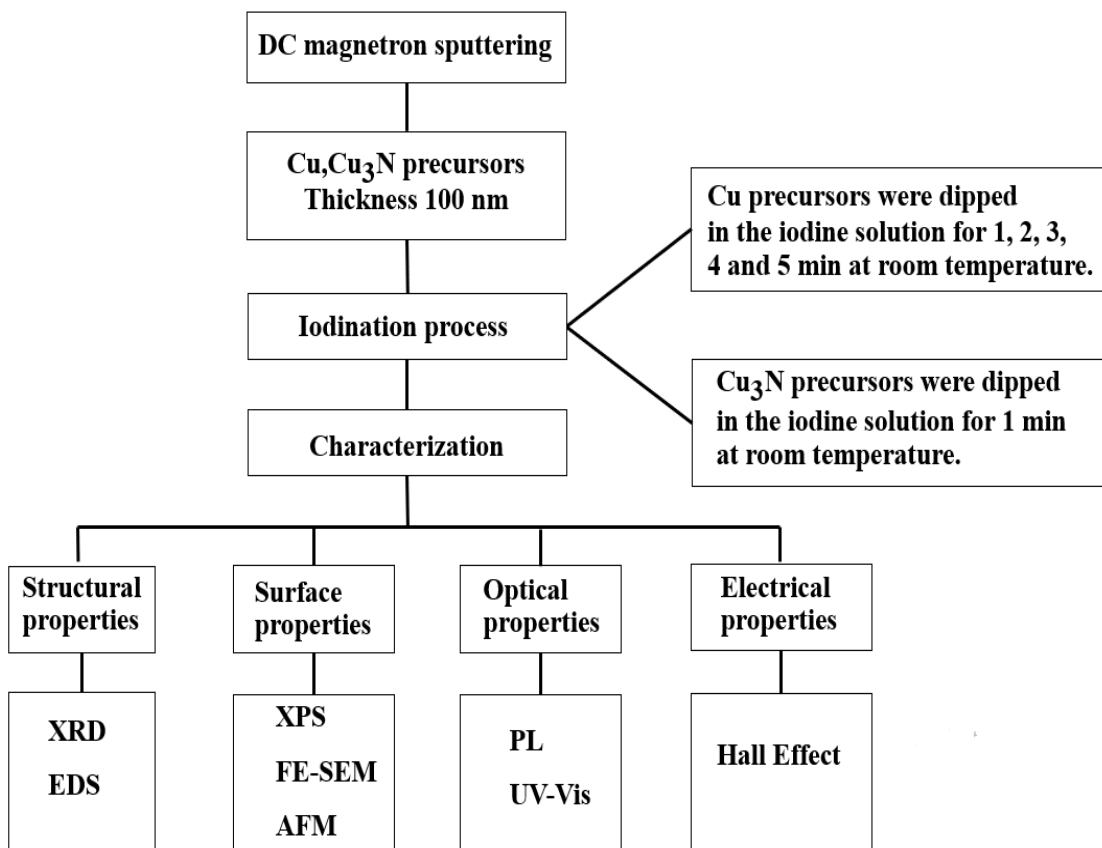 DC magnetron sputtering
Cu,Cu₃N precursors
Thickness 100 nm
Iodination process
Cu precursors were dipped
in the iodine solution for 1, 2, 3,
4 and 5 min at room temperature.
Cu₃N precursors were dipped
in the iodine solution for 1 min
at room temperature.
Characterization
Structural
properties
XRD
EDS
Surface
properties
XPS
FE-SEM
AFM
Optical
properties
PL
UV-Vis
Electrical
properties
Hall Effect